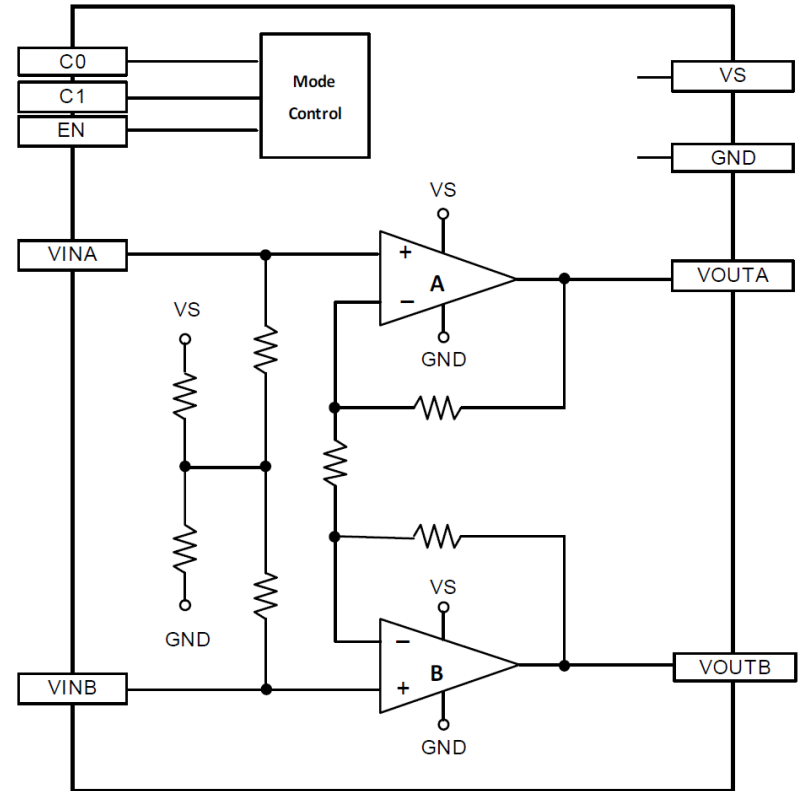 C0
C1
EN
Mode
Control
VS
GND
VS
VINA
+
A
−
VOUTA
VS
GND
VS
GND
−
B
+
VINB
VOUTB
GND